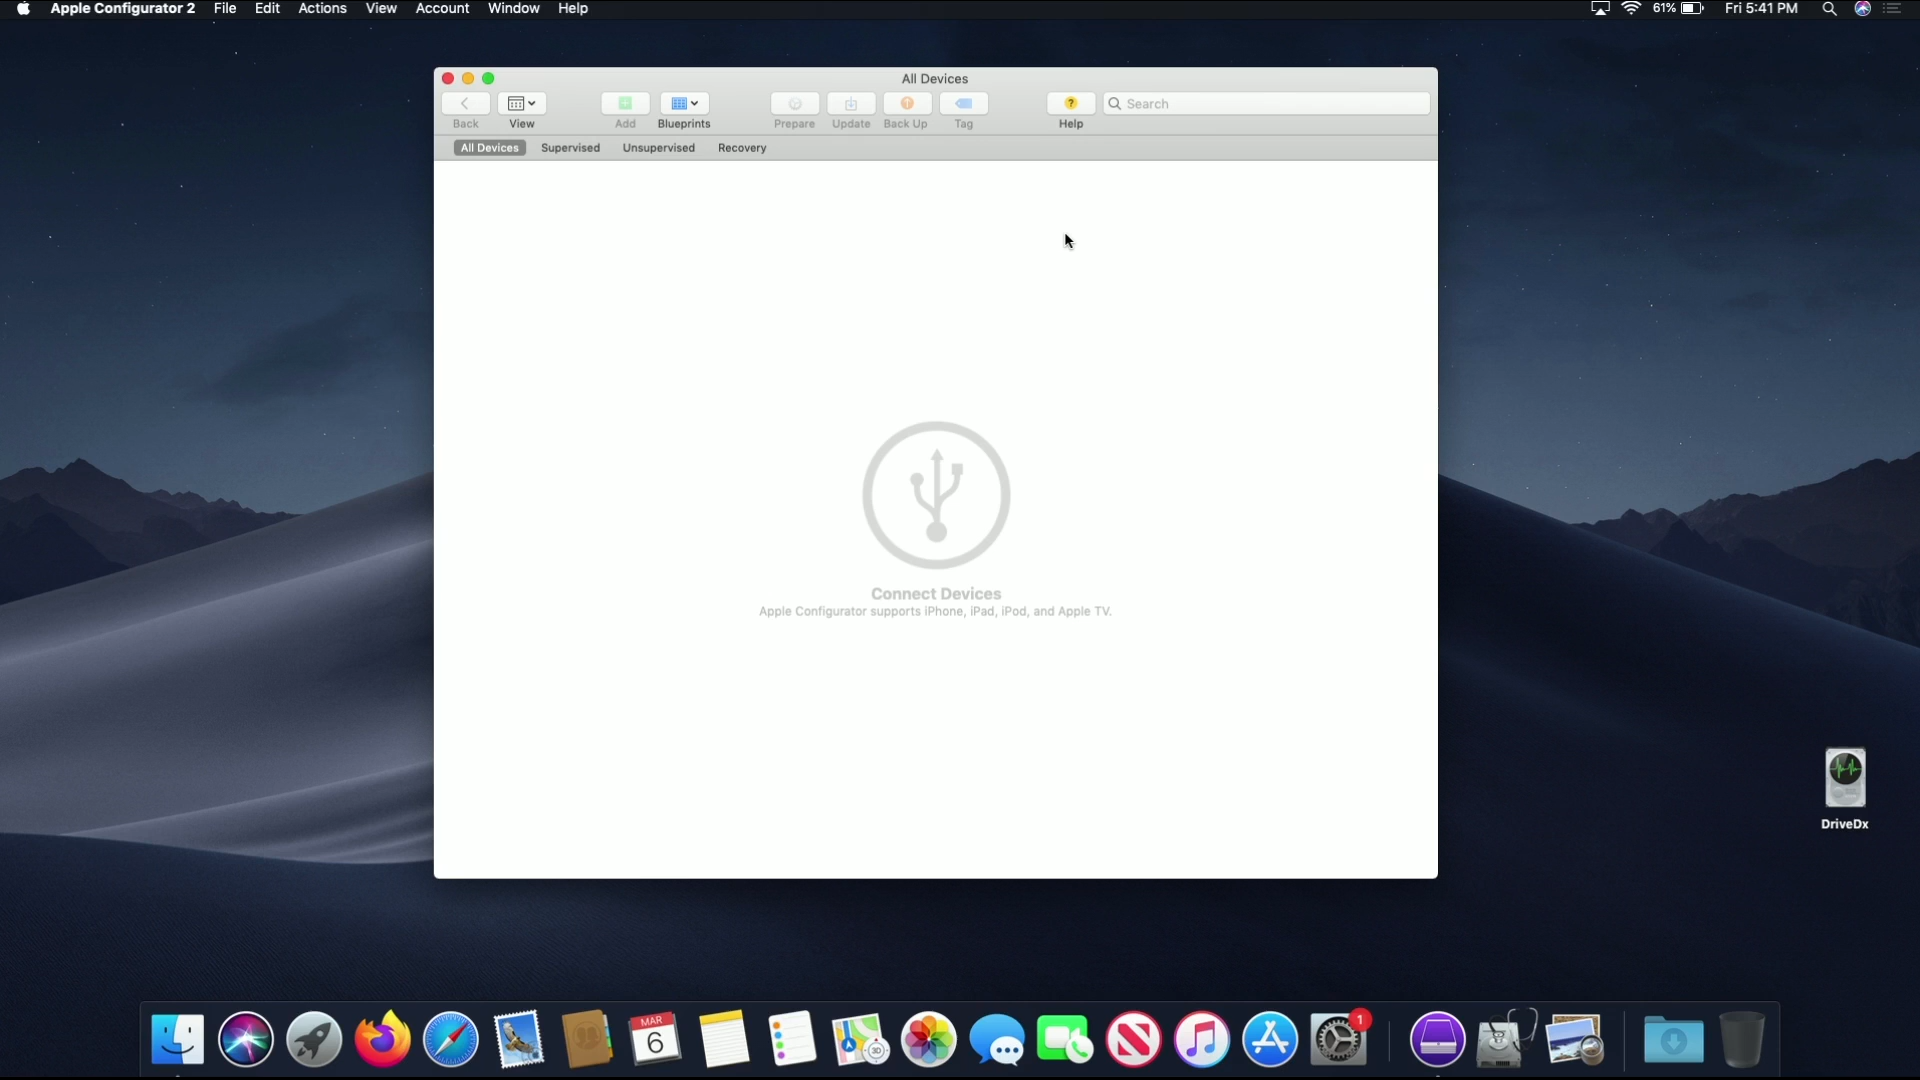 Apple Configurator 2 File Edit Actions View Account Window Help 61% Fri 5:41 PM
All Devices
Search
Back View Add Blueprints Prepare Update Back Up Tag Help
All Devices Supervised Unsupervised Recovery
Connect Devices
Apple Configurator supports iPhone, iPad, iPod, and Apple TV.
DriveDx
MAR
6
3D
1